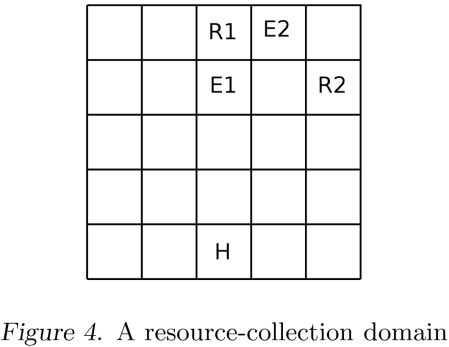 R1 E2
E1 R2
H
Figure 4. A resource-collection domain